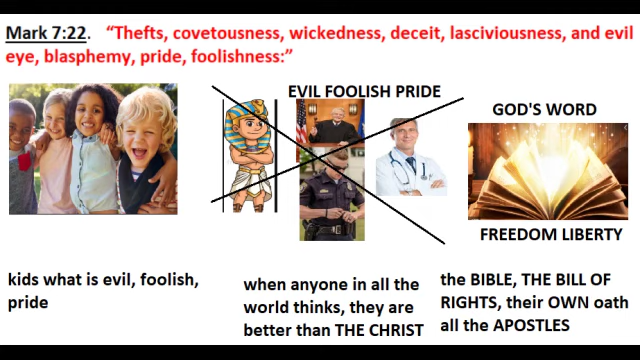 Mark 7:22. “Thefts, covetousness, wickedness, deceit, lasciviousness, and evil
eye, blasphemy, pride, foolishness:”
EVIL FOOLISH PRIDE
GOD'S WORD
FREEDOM LIBERTY
kids what is evil, foolish,
pride
when anyone in all the
world thinks, they are
better than THE CHRIST
the BIBLE, THE BILL OF
RIGHTS, their OWN oath
all the APOSTLES